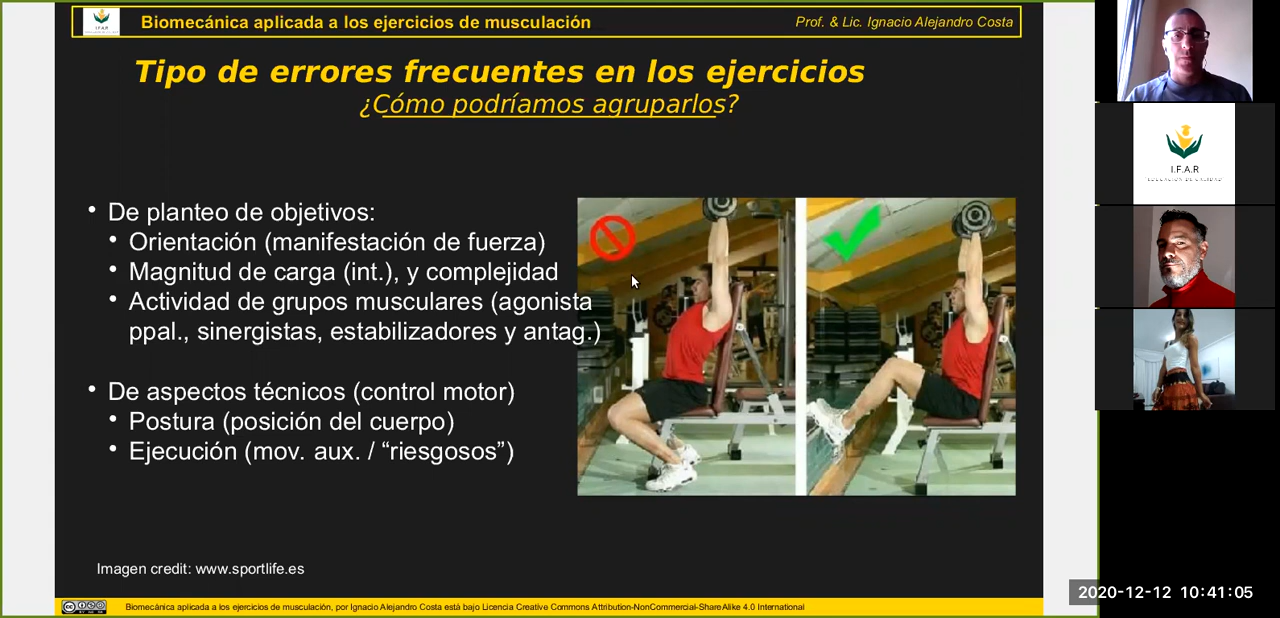 I.F.A.R
Biomecánica aplicada a los ejercicios de musculación
Prof. & Lic. Ignacio Alejandro Costa
Tipo de errores frecuentes en los ejercicios
¿Cómo podríamos agruparlos?
• De planteo de objetivos:
• Orientación (manifestación de fuerza)
• Magnitud de carga (int.), y complejidad
• Actividad de grupos musculares (agonista
ppal., sinergistas, estabilizadores y antag.)
• De aspectos técnicos (control motor)
• Postura (posición del cuerpo)
• Ejecución (mov. aux. / “riesgosos”)
Imagen credit: www.sportlife.es
Biomecánica aplicada a los ejercicios de musculación, por Ignacio Alejandro Costa está bajo Licencia Creative Commons Attribution-NonCommercial-ShareAlike 4.0 International
I.F.A.R
EDUCACIÓN DE CALIDAD
2020-12-12 10:41:05